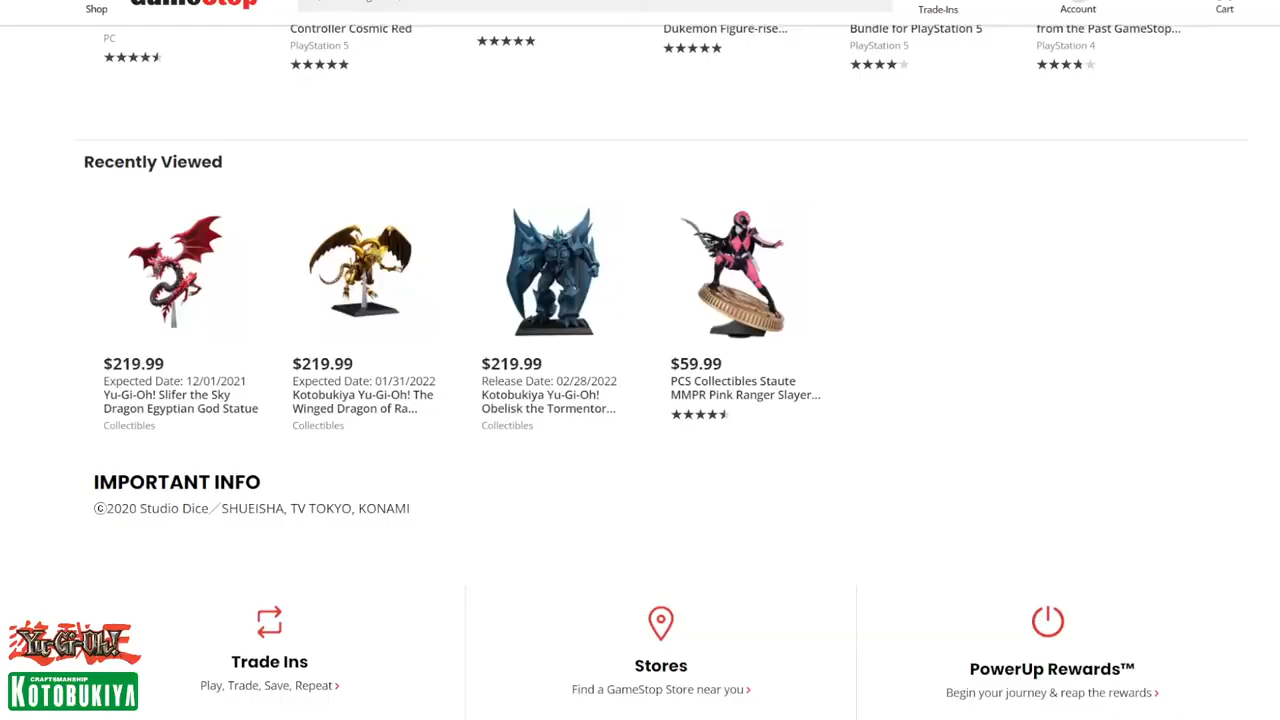 Shop
GameStop
Trade-Ins
Account
Cart
PC
Controller Cosmic Red
PlayStation 5
Dukemon Figure-rise...
Bundle for PlayStation 5
PlayStation 5
from the Past GameStop...
PlayStation 4
Recently Viewed
$219.99
Expected Date: 12/01/2021
Yu-Gi-Oh! Slifer the Sky
Dragon Egyptian God Statue
Collectibles
$219.99
Expected Date: 01/31/2022
Kotobukiya Yu-Gi-Oh! The
Winged Dragon of Ra...
Collectibles
$219.99
Release Date: 02/28/2022
Kotobukiya Yu-Gi-Oh!
Obelisk the Tormentor...
Collectibles
$59.99
PCS Collectibles Staute
MMPR Pink Ranger Slayer...
IMPORTANT INFO
ⓒ2020 Studio Dice／SHUEISHA, TV TOKYO, KONAMI
Trade Ins
Play, Trade, Save, Repeat ›
Stores
Find a GameStop Store near you ›
PowerUp Rewards™
Begin your journey & reap the rewards ›
Yu-Gi-Oh!
CRAFTSMANSHIP
KOTOBUKIYA